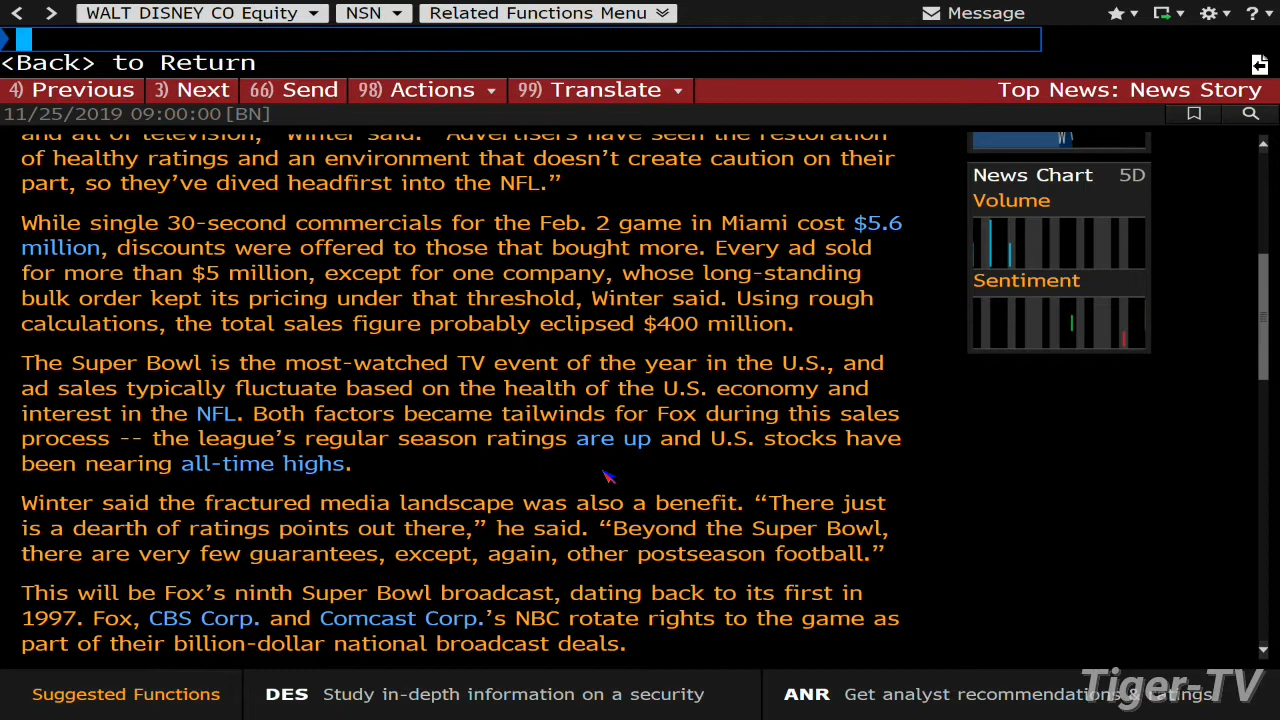 WALT DISNEY CO Equity NSN Related Functions Menu Message ?
<Back> to Return
4) Previous 3) Next 66) Send 98) Actions 99) Translate Top News: News Story
11/25/2019 09:00:00 [BN]
and all of television,” Winter said. “Advertisers have seen the restoration
of healthy ratings and an environment that doesn’t create caution on their
part, so they’ve dived headfirst into the NFL.”
While single 30-second commercials for the Feb. 2 game in Miami cost $5.6
million, discounts were offered to those that bought more. Every ad sold
for more than $5 million, except for one company, whose long-standing
bulk order kept its pricing under that threshold, Winter said. Using rough
calculations, the total sales figure probably eclipsed $400 million.
The Super Bowl is the most-watched TV event of the year in the U.S., and
ad sales typically fluctuate based on the health of the U.S. economy and
interest in the NFL. Both factors became tailwinds for Fox during this sales
process -- the league’s regular season ratings are up and U.S. stocks have
been nearing all-time highs.
Winter said the fractured media landscape was also a benefit. “There just
is a dearth of ratings points out there,” he said. “Beyond the Super Bowl,
there are very few guarantees, except, again, other postseason football.”
This will be Fox’s ninth Super Bowl broadcast, dating back to its first in
1997. Fox, CBS Corp. and Comcast Corp.’s NBC rotate rights to the game as
part of their billion-dollar national broadcast deals.
News Chart 5D
Volume
Sentiment
Suggested Functions DES Study in-depth information on a security ANR Get analyst recommendations & ratings
Tiger-TV